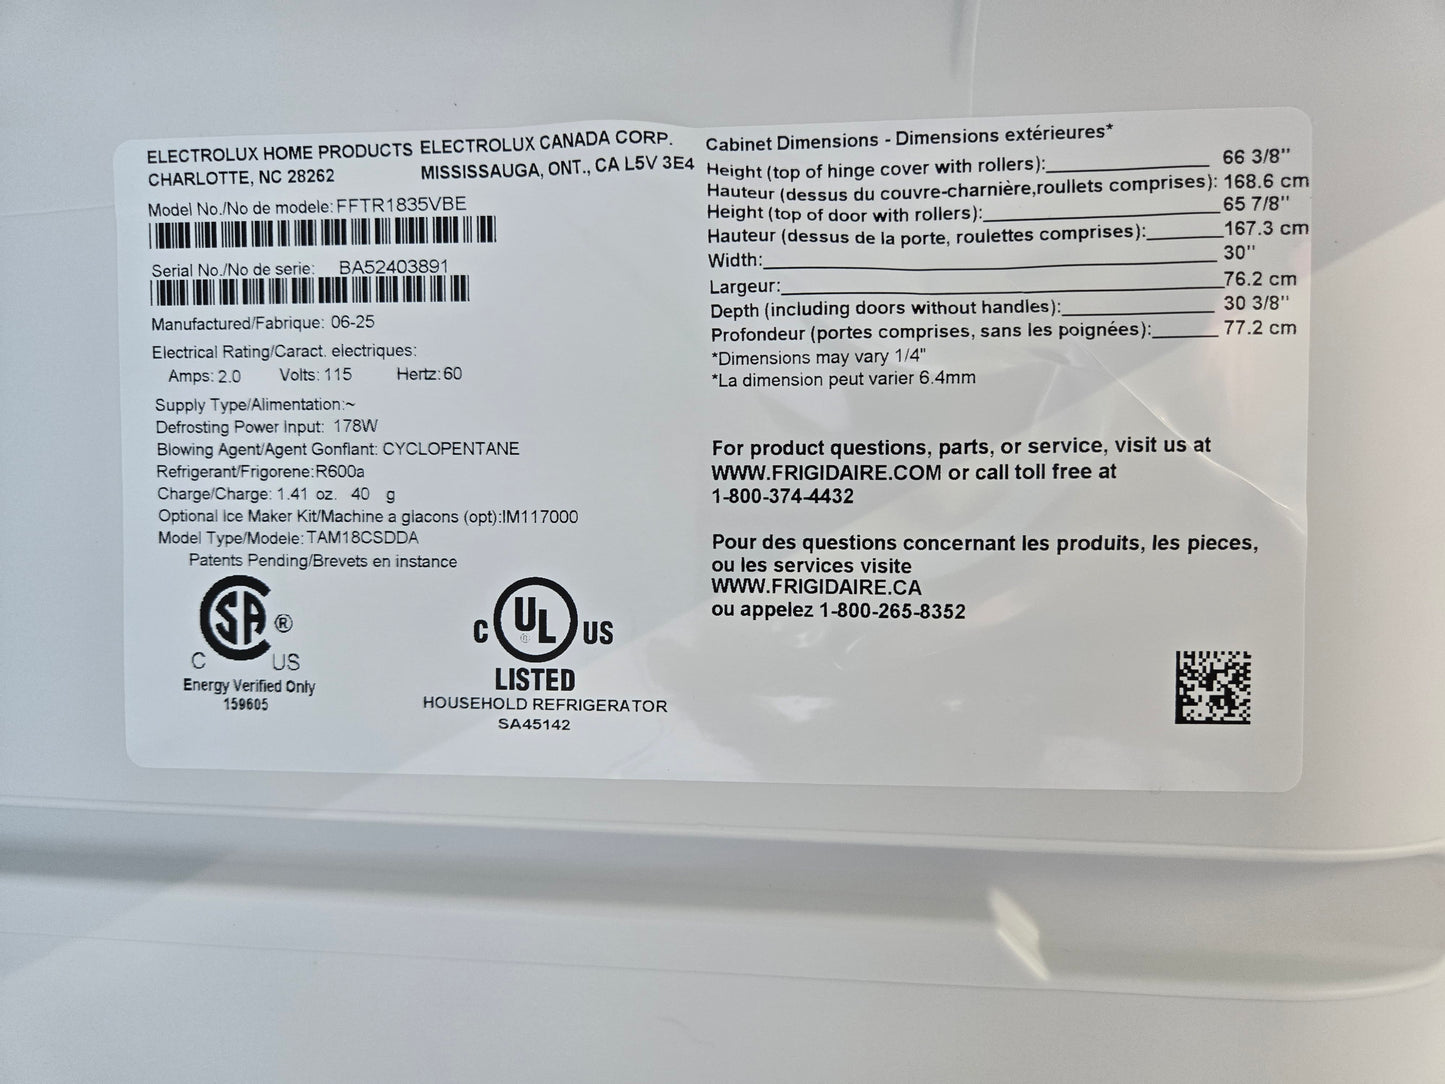 ELECTROLUX HOME PRODUCTS
CHARLOTTE, NC 28262
ELECTROLUX CANADA CORP.
MISSISSAUGA, ONT., CA L5V 3E4
Model No./No de modele: FFTR1835VBE
Serial No./No de serie: BA52403891
Manufactured/Fabrique: 06-25
Electrical Rating/Caract. electriques:
Amps: 2.0 Volts: 115 Hertz: 60
Supply Type/Alimentation:~
Defrosting Power Input: 178W
Blowing Agent/Agent Gonflant: CYCLOPENTANE
Refrigerant/Frigorene:R600a
Charge/Charge: 1.41 oz. 40 g
Optional Ice Maker Kit/Machine a glacons (opt):IM117000
Model Type/Modele: TAM18CSDDA
Patents Pending/Brevets en instance
SA ®
C US
Energy Verified Only
159605
C UL ® US
LISTED
HOUSEHOLD REFRIGERATOR
SA45142
Cabinet Dimensions - Dimensions extérieures*
Height (top of hinge cover with rollers): 66 3/8"
Hauteur (dessus du couvre-charnière,roullets comprises): 168.6 cm
Height (top of door with rollers): 65 7/8"
Hauteur (dessus de la porte, roulettes comprises): 167.3 cm
Width: 30"
Largeur: 76.2 cm
Depth (including doors without handles): 30 3/8"
Profondeur (portes comprises, sans les poignées): 77.2 cm
*Dimensions may vary 1/4"
*La dimension peut varier 6.4mm
For product questions, parts, or service, visit us at
WWW.FRIGIDAIRE.COM or call toll free at
1-800-374-4432
Pour des questions concernant les produits, les pieces,
ou les services visite
WWW.FRIGIDAIRE.CA
ou appelez 1-800-265-8352